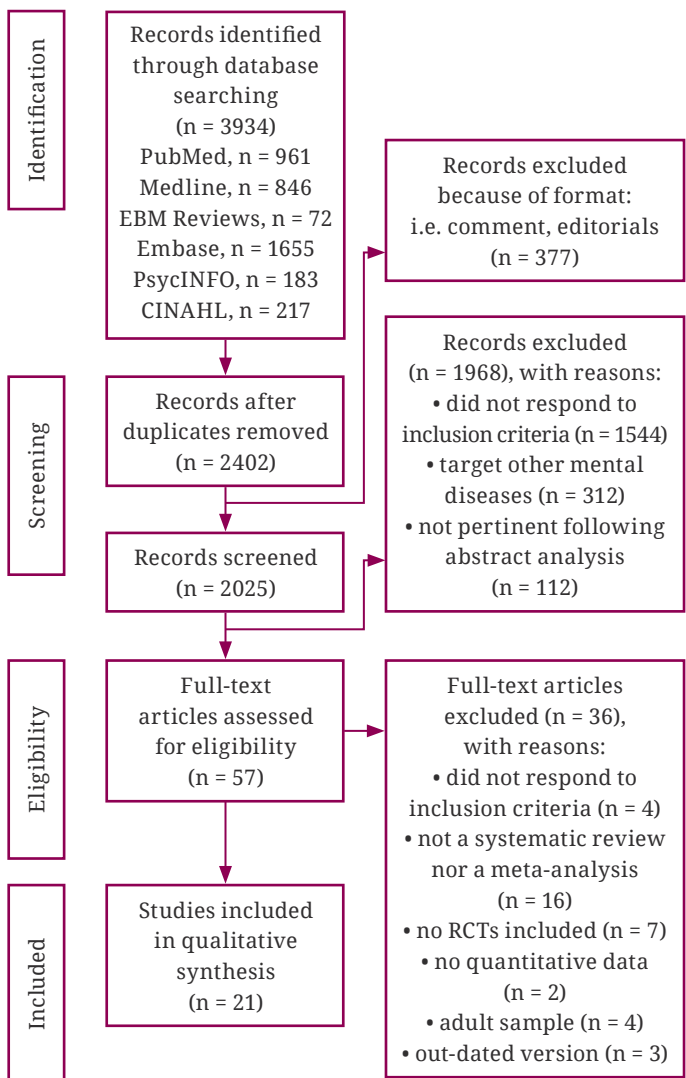 Identification
Records identified
through database
searching
(n = 3934)
PubMed, n = 961
Medline, n = 846
EBM Reviews, n = 72
Embase, n = 1655
PsycINFO, n = 183
CINAHL, n = 217
Records excluded
because of format:
i.e. comment, editorials
(n = 377)
Screening
Records after
duplicates removed
(n = 2402)
Records excluded
(n = 1968), with reasons:
• did not respond to
inclusion criteria (n = 1544)
• target other mental
diseases (n = 312)
• not pertinent following
abstract analysis
(n = 112)
Records screened
(n = 2025)
Eligibility
Full-text
articles assessed
for eligibility
(n = 57)
Full-text articles
excluded (n = 36),
with reasons:
• did not respond to
inclusion criteria (n = 4)
• not a systematic review
nor a meta-analysis
(n = 16)
• no RCTs included (n = 7)
• no quantitative data
(n = 2)
• adult sample (n = 4)
• out-dated version (n = 3)
Included
Studies included
in qualitative
synthesis
(n = 21)